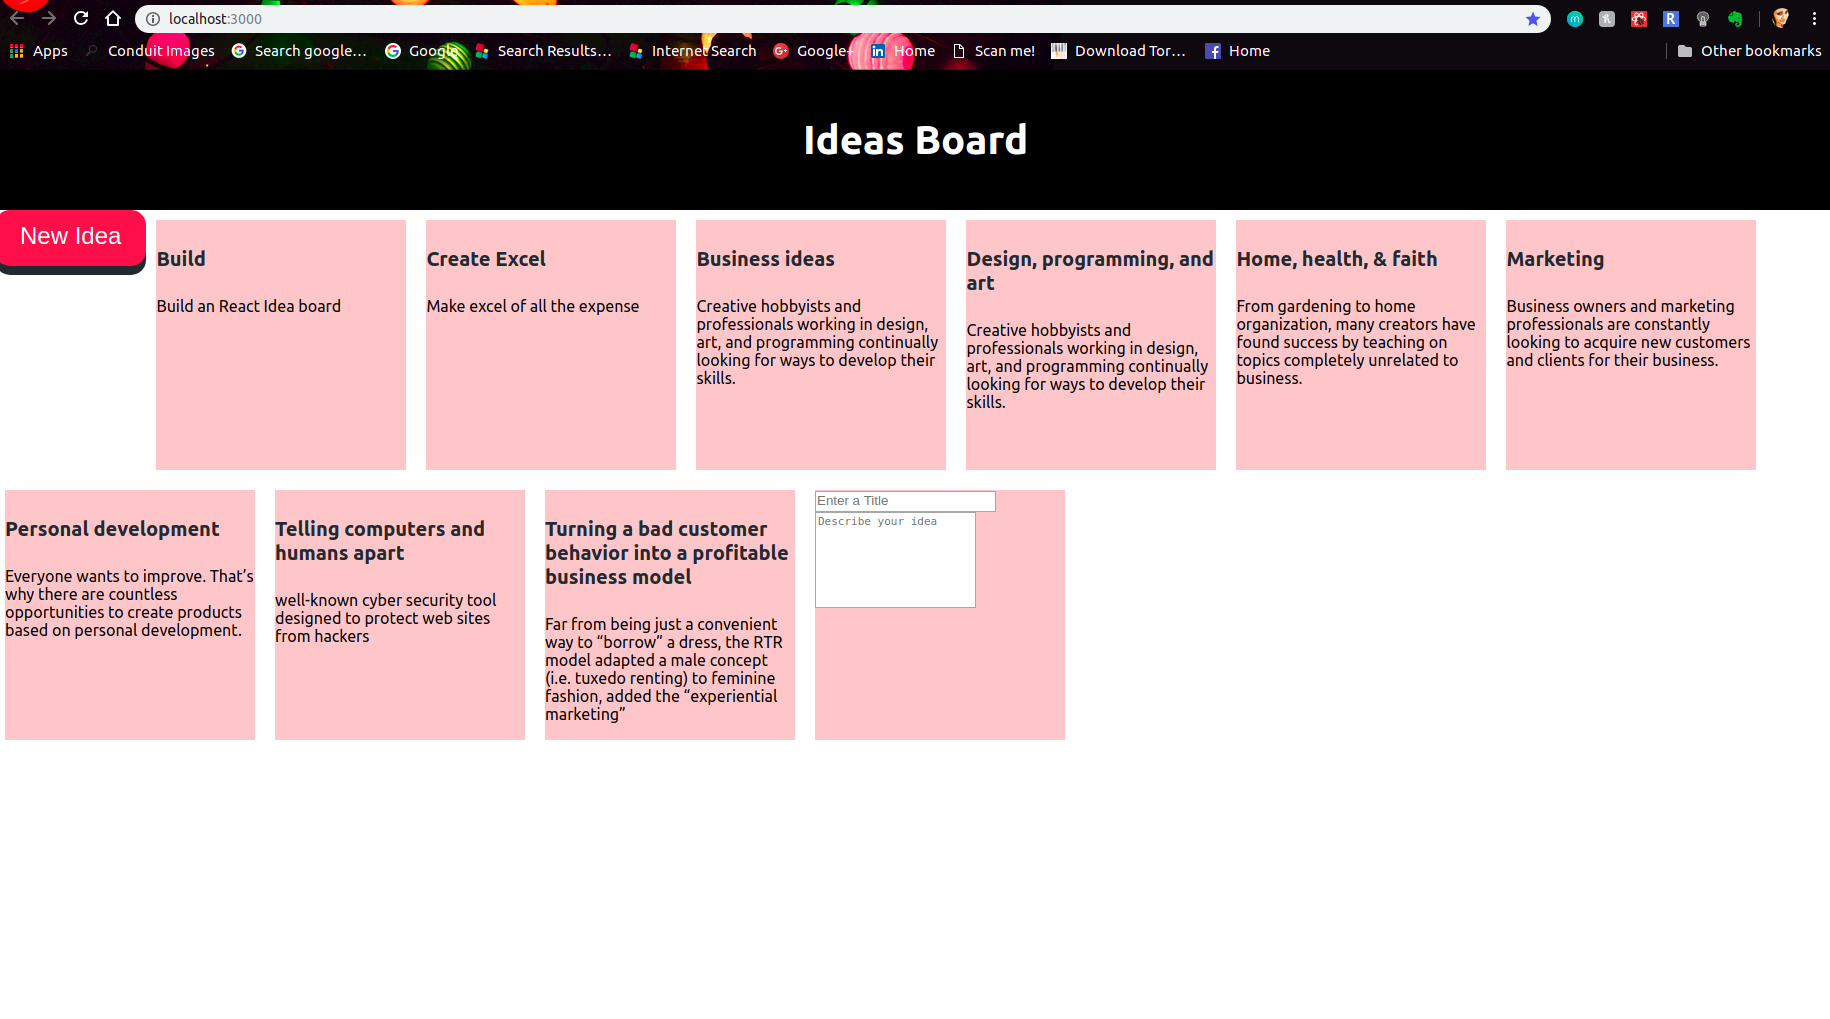 localhost:3000
Apps Conduit Images Search google... Google Search Results... Internet Search Google+ Home Scan me! Download Tor... Home Other bookmarks
Ideas Board
New Idea
Build
Build an React Idea board
Create Excel
Make excel of all the expense
Business ideas
Creative hobbyists and
professionals working in design,
art, and programming continually
looking for ways to develop their
skills.
Design, programming, and
art
Creative hobbyists and
professionals working in design,
art, and programming continually
looking for ways to develop their
skills.
Home, health, & faith
From gardening to home
organization, many creators have
found success by teaching on
topics completely unrelated to
business.
Marketing
Business owners and marketing
professionals are constantly
looking to acquire new customers
and clients for their business.
Personal development
Everyone wants to improve. That’s
why there are countless
opportunities to create products
based on personal development.
Telling computers and
humans apart
well-known cyber security tool
designed to protect web sites
from hackers
Turning a bad customer
behavior into a profitable
business model
Far from being just a convenient
way to “borrow” a dress, the RTR
model adapted a male concept
(i.e. tuxedo renting) to feminine
fashion, added the “experiential
marketing”
Enter a Title
Describe your idea